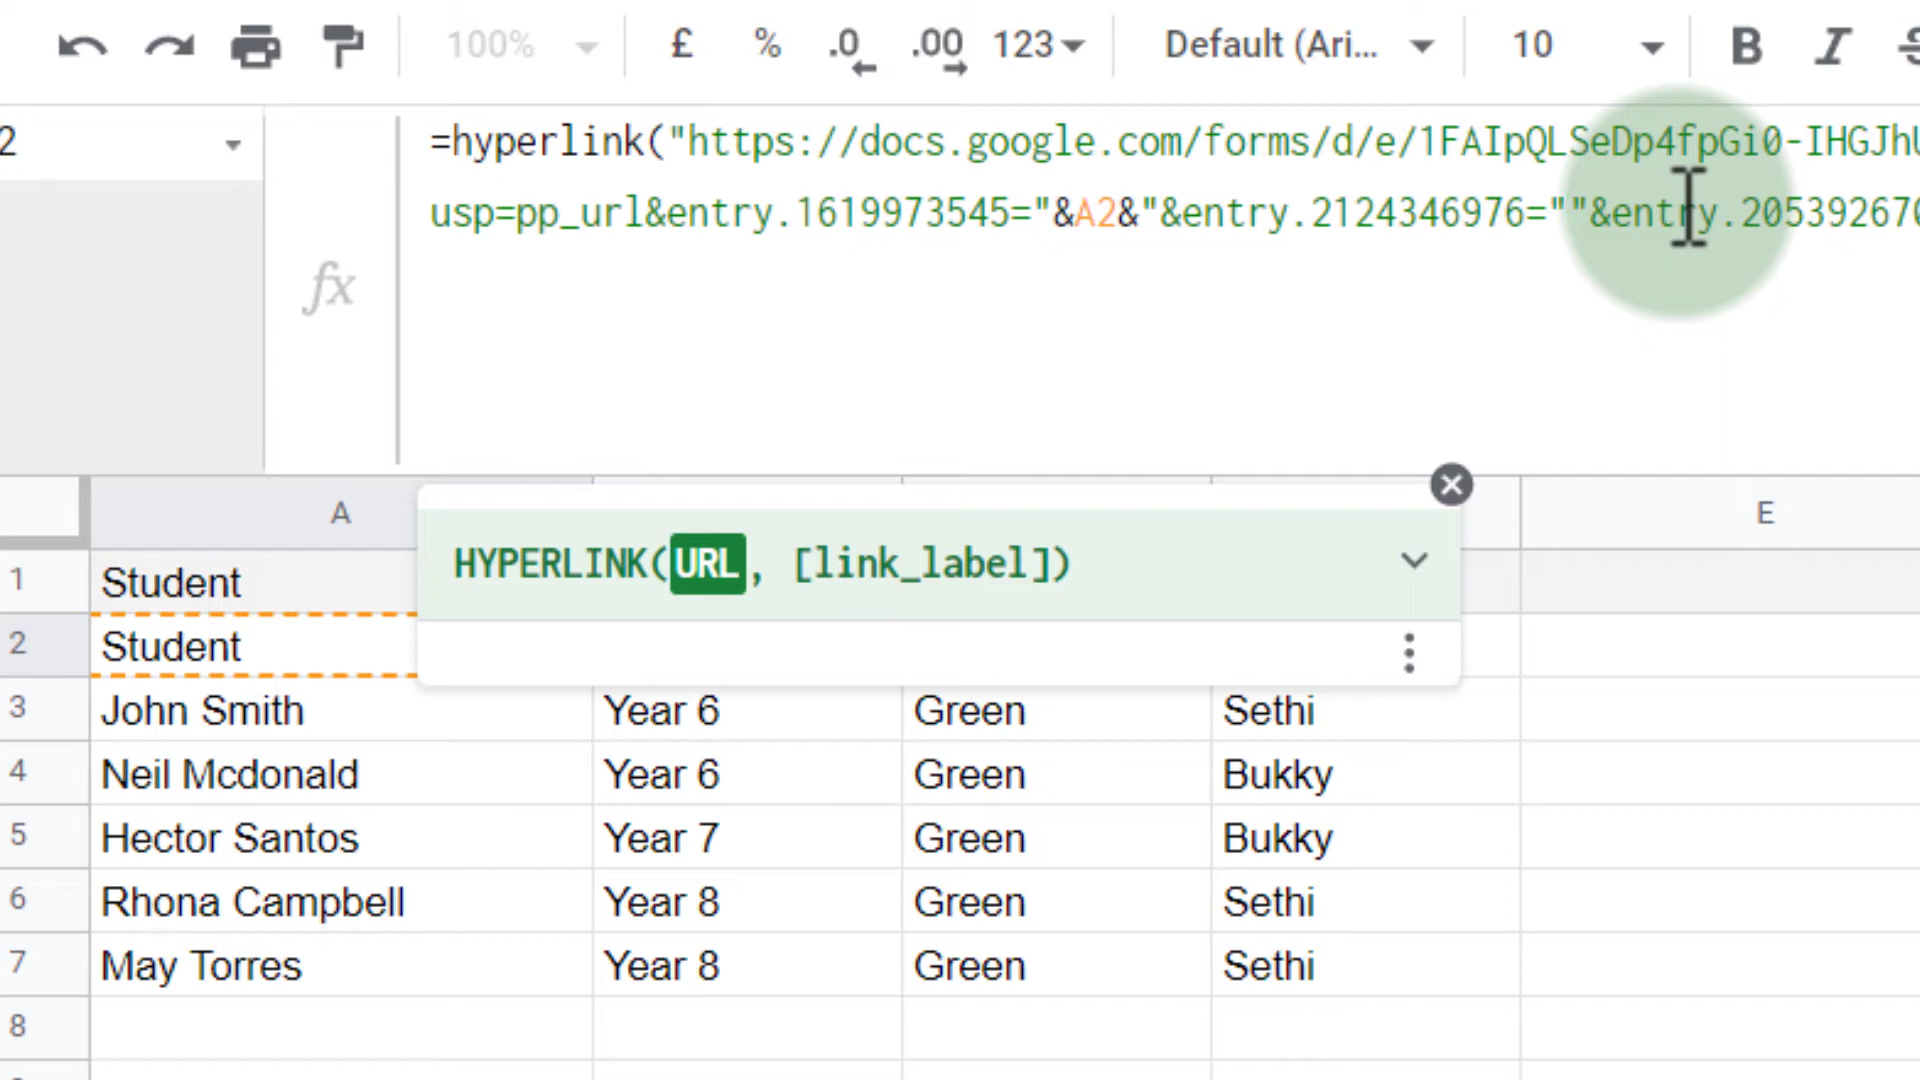 100% £ % .0 .00 123 Default (Ari... 10 B I S
2
fx
=hyperlink("https://docs.google.com/forms/d/e/1FAIpQLSeDp4fpGi0-IHGJhU
usp=pp_url&entry.1619973545="&A2&"&entry.2124346976=""&entry.205392670
HYPERLINK(URL, [link_label])
A E
1 Student
2 Student
3 John Smith Year 6 Green Sethi
4 Neil Mcdonald Year 6 Green Bukky
5 Hector Santos Year 7 Green Bukky
6 Rhona Campbell Year 8 Green Sethi
7 May Torres Year 8 Green Sethi
8